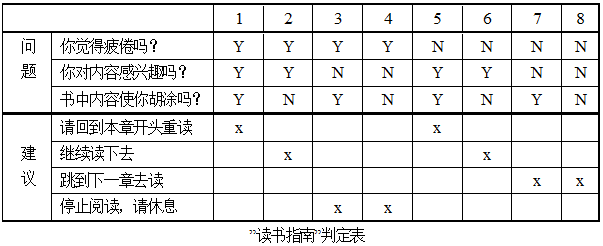 1 2 3 4 5 6 7 8
问题 你觉得疲倦吗？ Y Y Y Y N N N N
你对内容感兴趣吗？ Y Y N N Y Y N N
书中内容使你胡涂吗？ Y N Y N Y N Y N
建议 请回到本章开头重读 x x
继续读下去 x x
跳到下一章去读 x x
停止阅读，请休息 x x
”读书指南”判定表